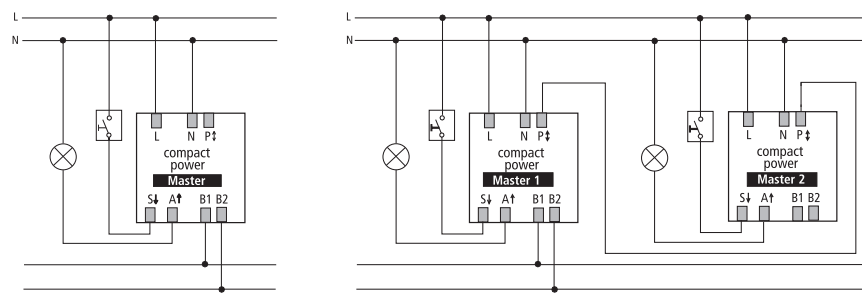 L
N
L N P↕
compact
power
Master
S↓ A↑ B1 B2
L
N
L N P↕
compact
power
Master 1
S↓ A↑ B1 B2
L N P↕
compact
power
Master 2
S↓ A↑ B1 B2